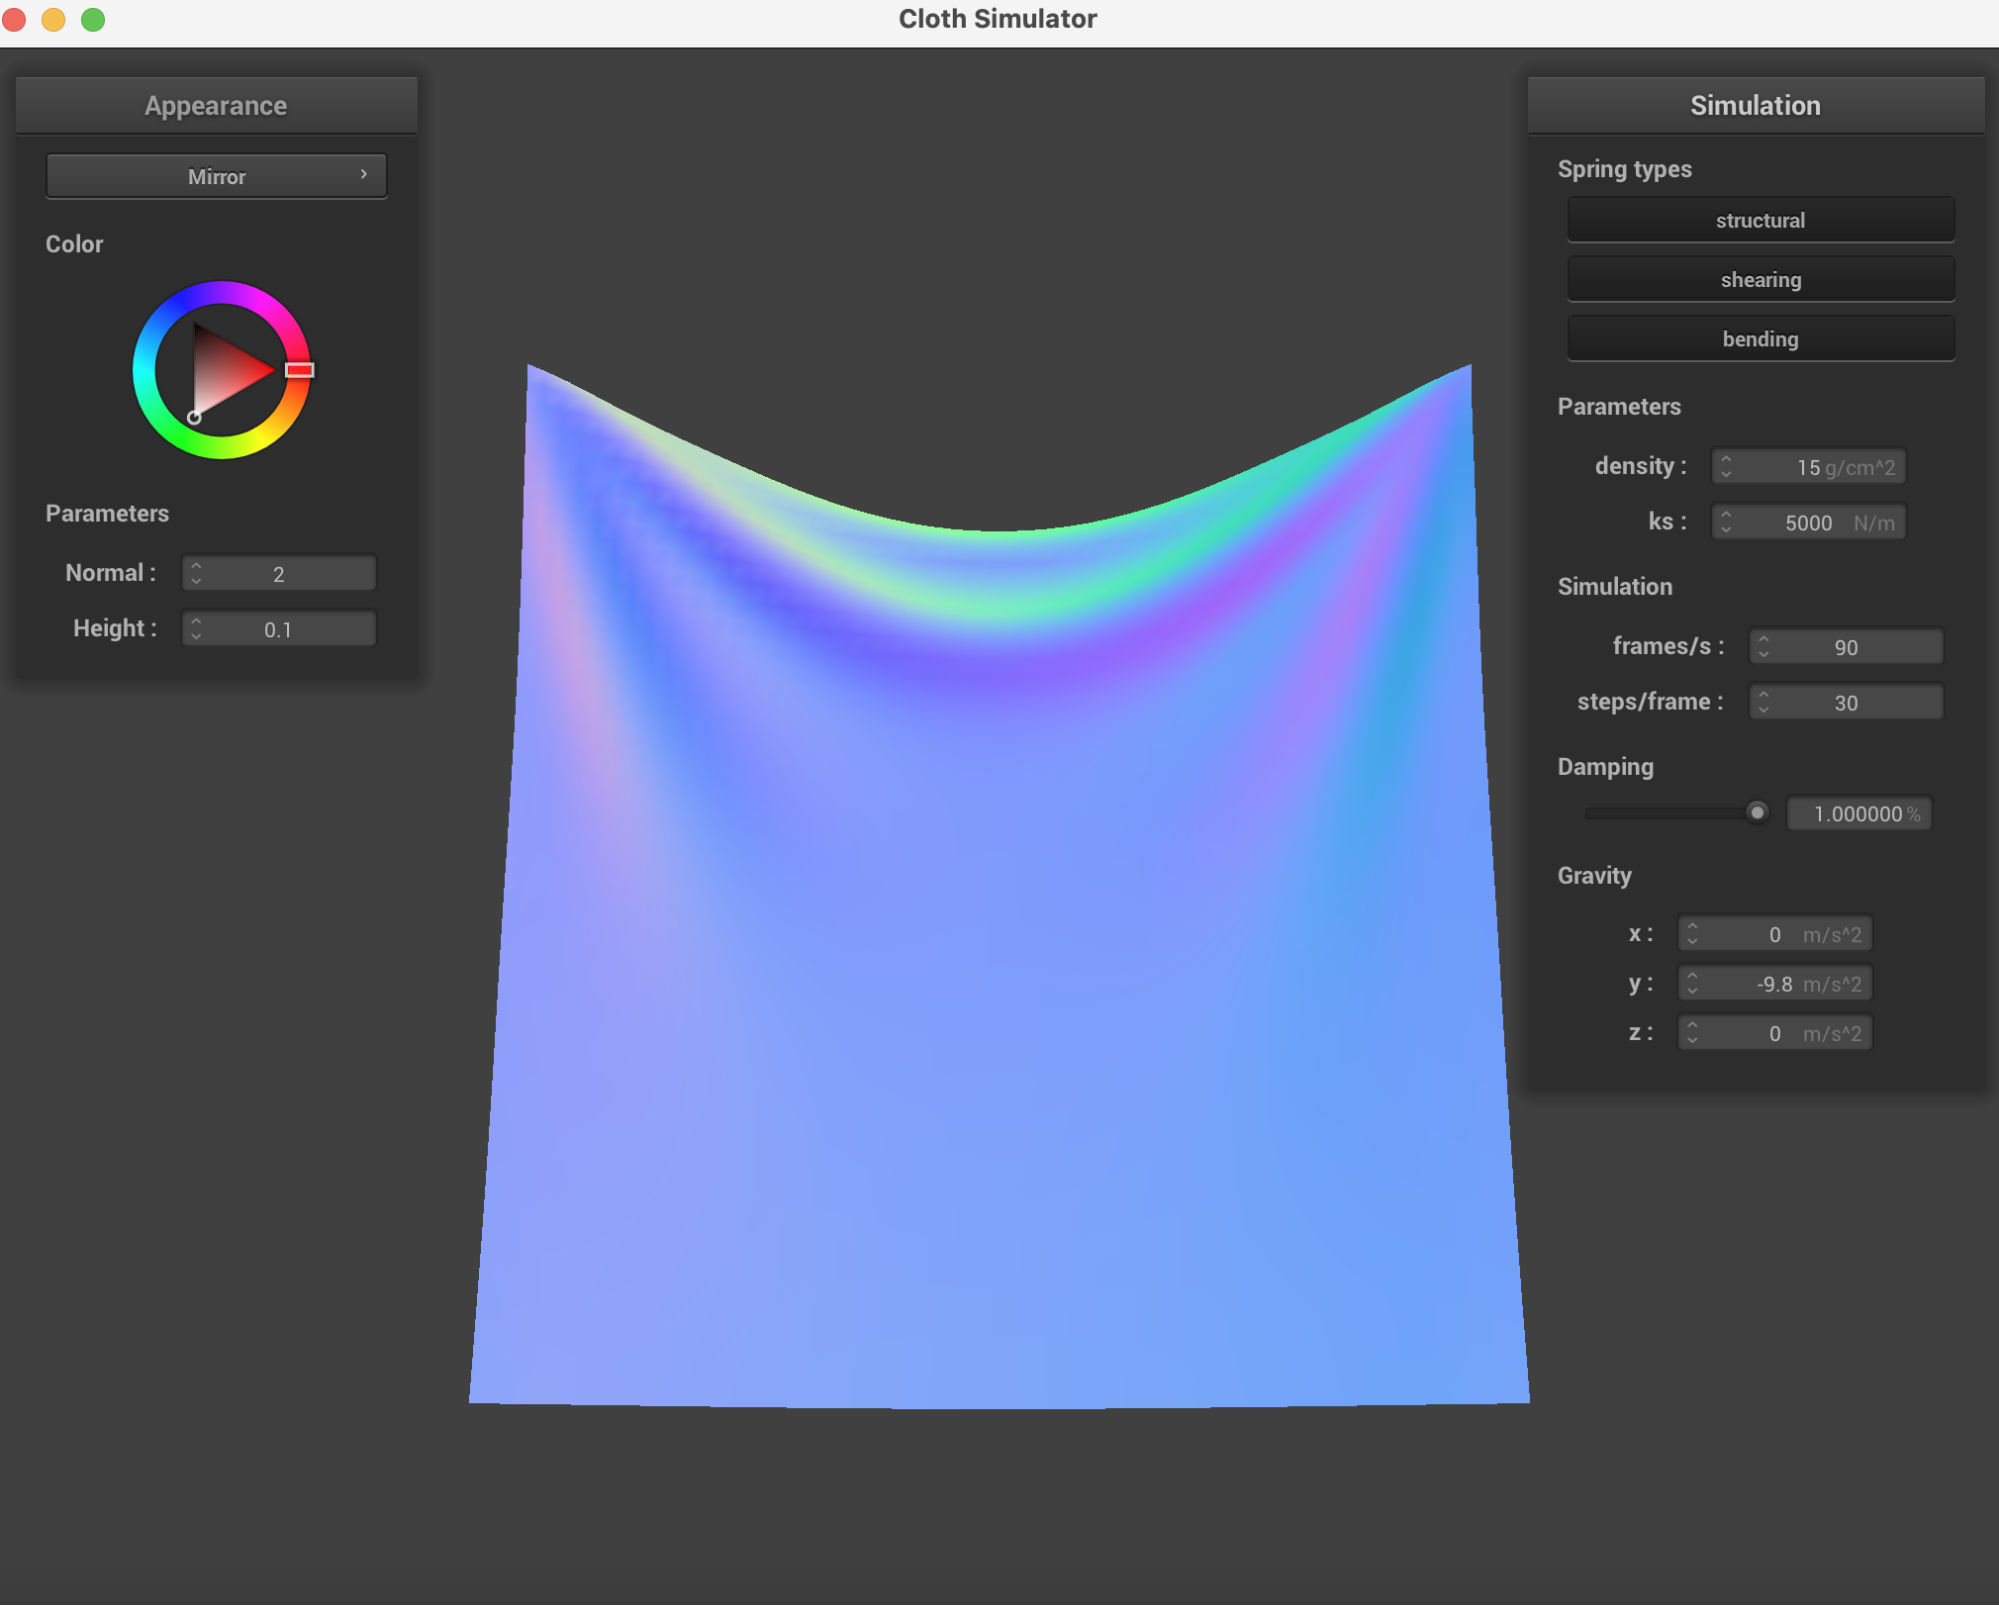 Cloth Simulator
Appearance
Mirror
Color
Parameters
Normal : 2
Height : 0.1
Simulation
Spring types
structural
shearing
bending
Parameters
density : 15 g/cm^2
ks : 5000 N/m
Simulation
frames/s : 90
steps/frame : 30
Damping
1.000000 %
Gravity
x : 0 m/s^2
y : -9.8 m/s^2
z : 0 m/s^2